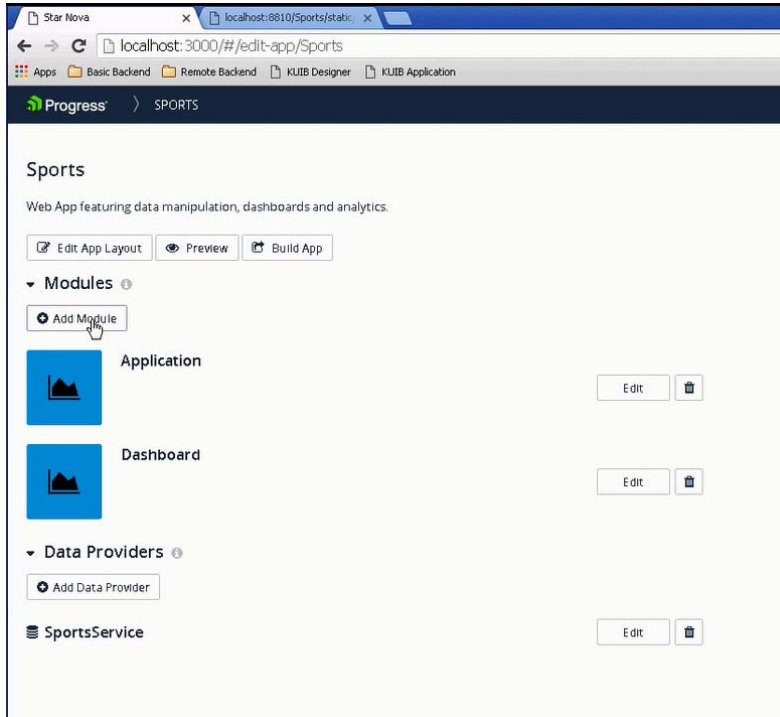 Star Nova
localhost:8810/Sports/static
localhost:3000/#/edit-app/Sports
Apps Basic Backend Remote Backend KUIB Designer KUIB Application
Progress SPORTS
Sports
Web App featuring data manipulation, dashboards and analytics.
Edit App Layout Preview Build App
Modules
Add Module
Application
Edit
Dashboard
Edit
Data Providers
Add Data Provider
SportsService Edit